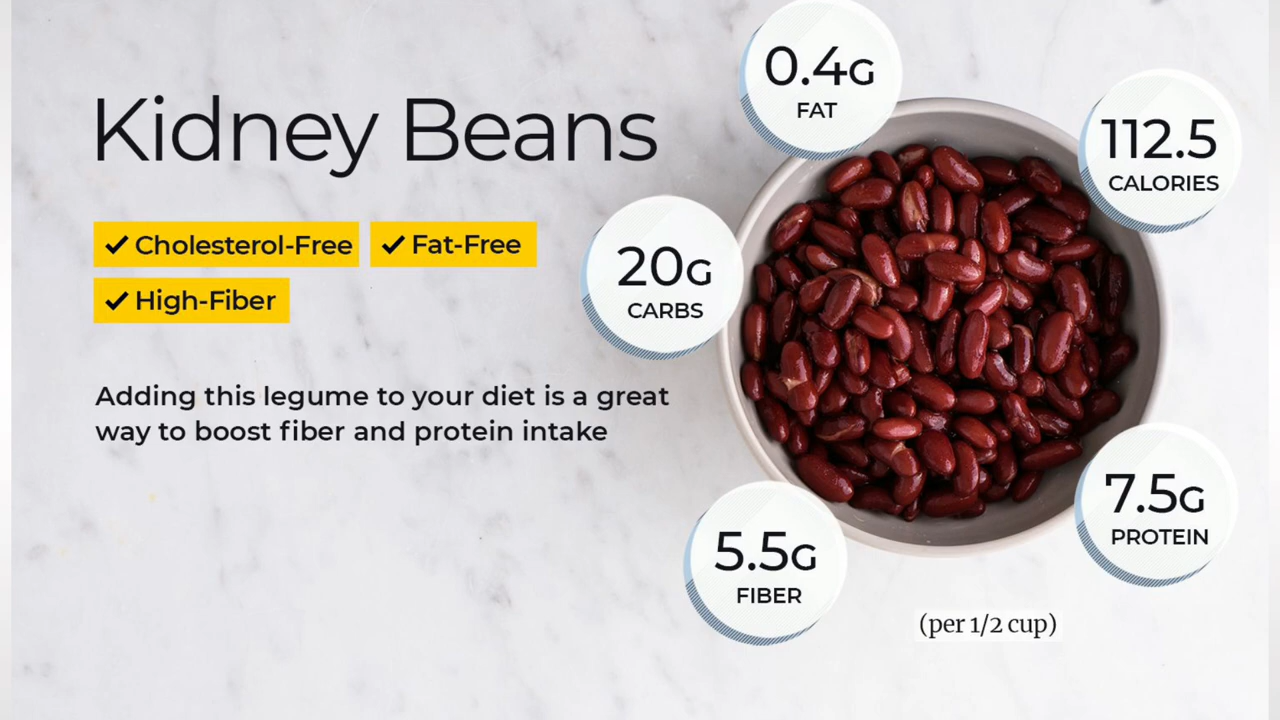 Kidney Beans
✔ Cholesterol-Free ✔ Fat-Free
✔ High-Fiber
Adding this legume to your diet is a great
way to boost fiber and protein intake
0.4G
FAT
112.5
CALORIES
20G
CARBS
7.5G
PROTEIN
5.5G
FIBER
(per 1/2 cup)